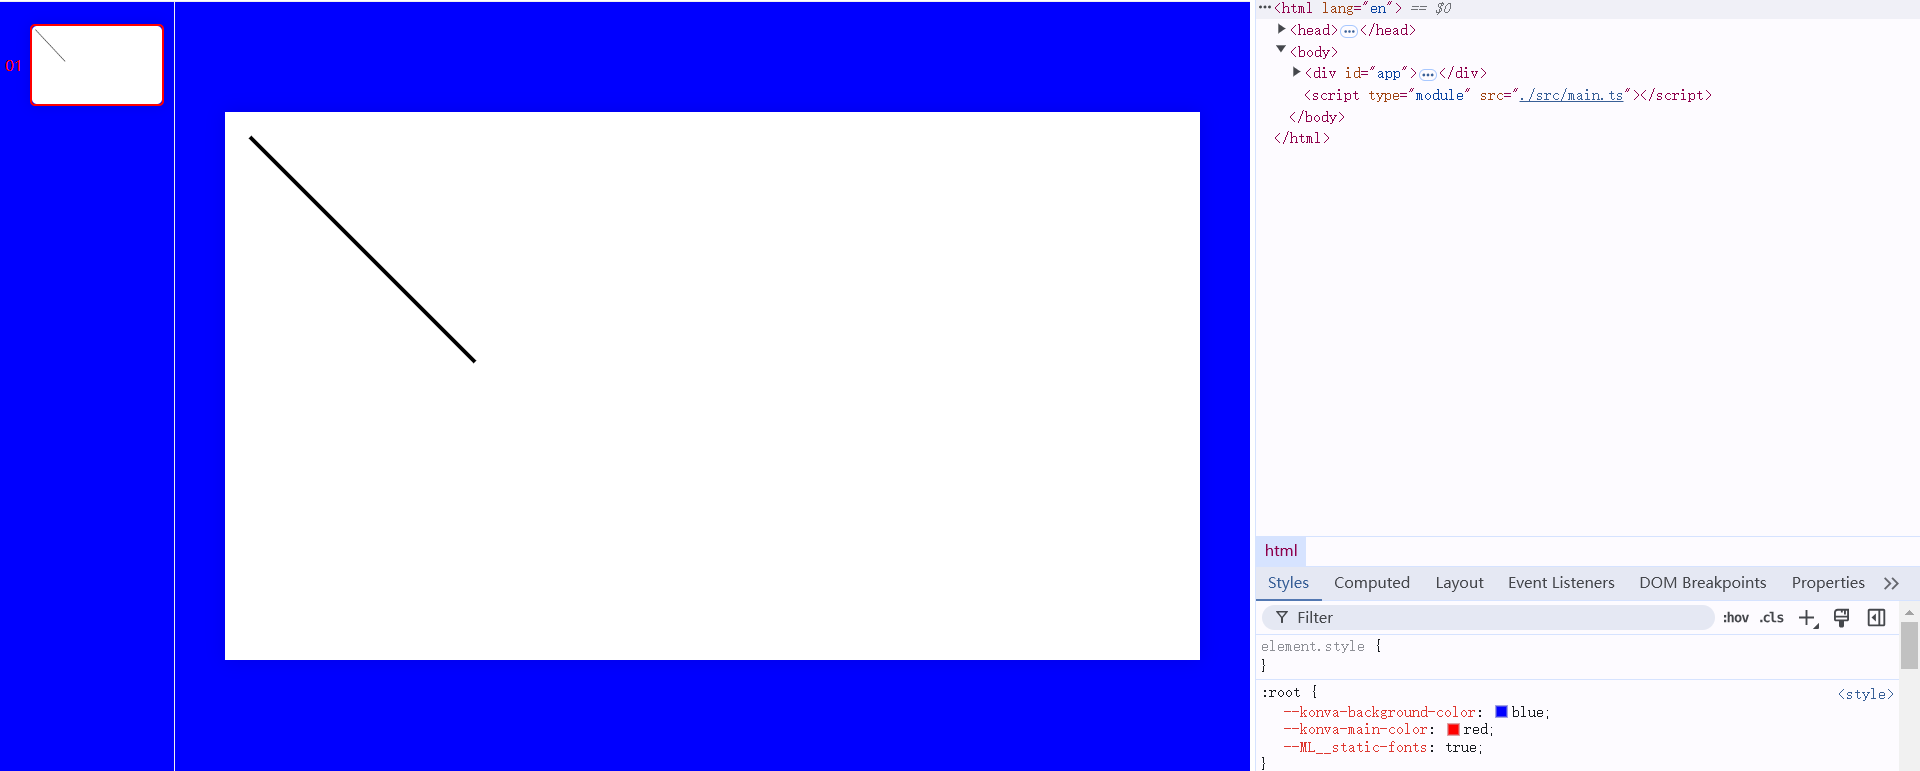 01
<html lang="en"> == $0
<head> ••• </head>
<body>
<div id="app"> ••• </div>
<script type="module" src="./src/main.ts"></script>
</body>
</html>
html
Styles Computed Layout Event Listeners DOM Breakpoints Properties
Filter :hov .cls
element.style {
}
:root { <style>
--konva-background-color: blue;
--konva-main-color: red;
--ML__static-fonts: true;
}